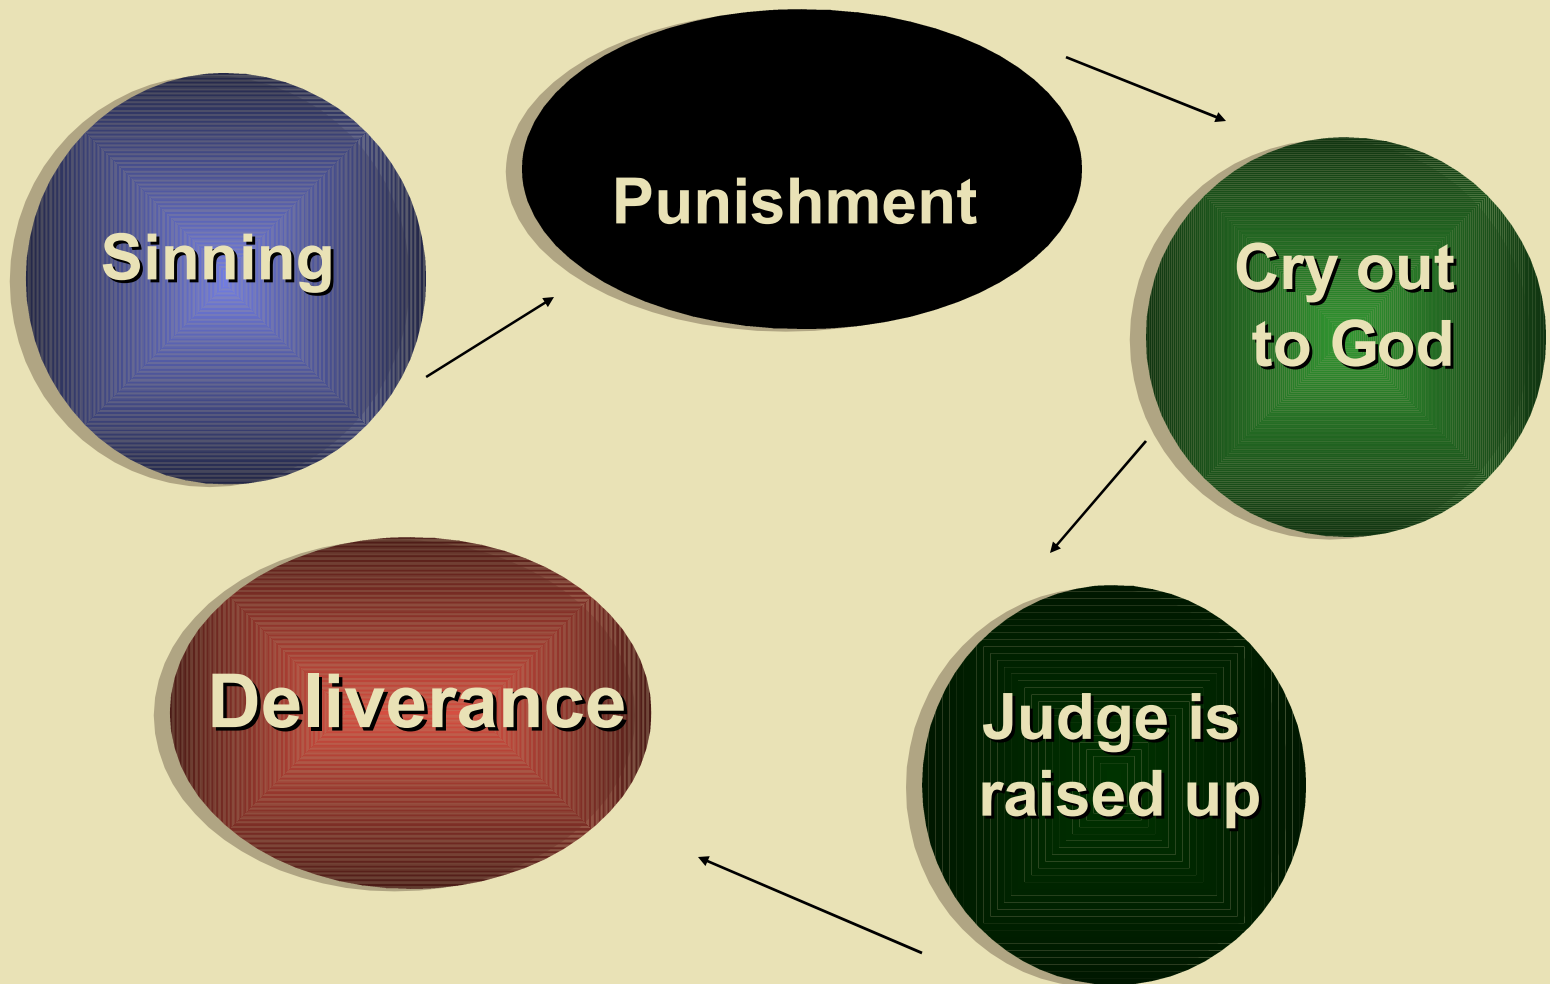 Sinning
Punishment
Cry out
to God
Judge is
raised up
Deliverance